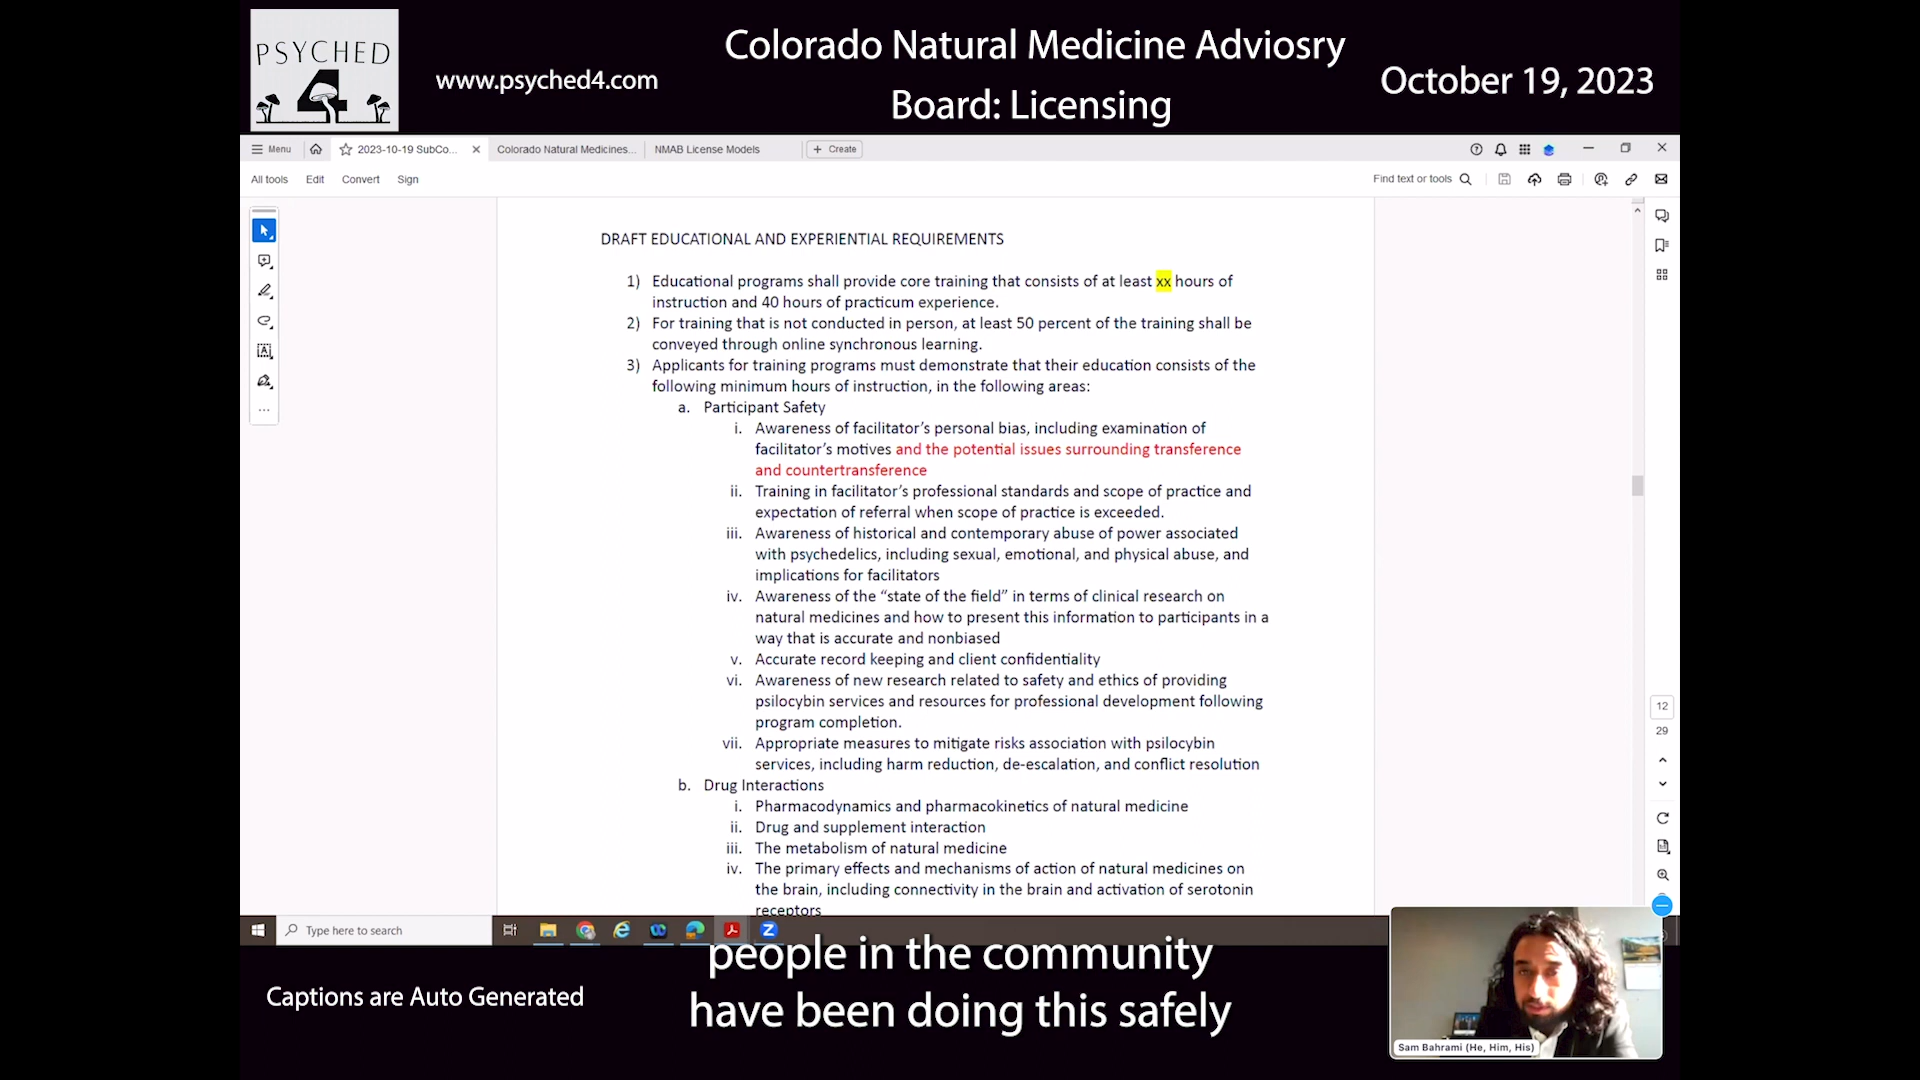 PSYCHED
4
www.psyched4.com
Colorado Natural Medicine Adviosry
Board: Licensing
October 19, 2023
Menu
2023-10-19 SubCo...
Colorado Natural Medicines...
NMAB License Models
Create
All tools
Edit
Convert
Sign
Find text or tools
DRAFT EDUCATIONAL AND EXPERIENTIAL REQUIREMENTS
1) Educational programs shall provide core training that consists of at least xx hours of
instruction and 40 hours of practicum experience.
2) For training that is not conducted in person, at least 50 percent of the training shall be
conveyed through online synchronous learning.
3) Applicants for training programs must demonstrate that their education consists of the
following minimum hours of instruction, in the following areas:
a. Participant Safety
i. Awareness of facilitator’s personal bias, including examination of
facilitator’s motives and the potential issues surrounding transference
and countertransference
ii. Training in facilitator’s professional standards and scope of practice and
expectation of referral when scope of practice is exceeded.
iii. Awareness of historical and contemporary abuse of power associated
with psychedelics, including sexual, emotional, and physical abuse, and
implications for facilitators
iv. Awareness of the “state of the field” in terms of clinical research on
natural medicines and how to present this information to participants in a
way that is accurate and nonbiased
v. Accurate record keeping and client confidentiality
vi. Awareness of new research related to safety and ethics of providing
psilocybin services and resources for professional development following
program completion.
vii. Appropriate measures to mitigate risks association with psilocybin
services, including harm reduction, de-escalation, and conflict resolution
b. Drug Interactions
i. Pharmacodynamics and pharmacokinetics of natural medicine
ii. Drug and supplement interaction
iii. The metabolism of natural medicine
iv. The primary effects and mechanisms of action of natural medicines on
the brain, including connectivity in the brain and activation of serotonin
receptors
12
29
Type here to search
people in the community
have been doing this safely
Captions are Auto Generated
Sam Bahrami (He, Him, His)